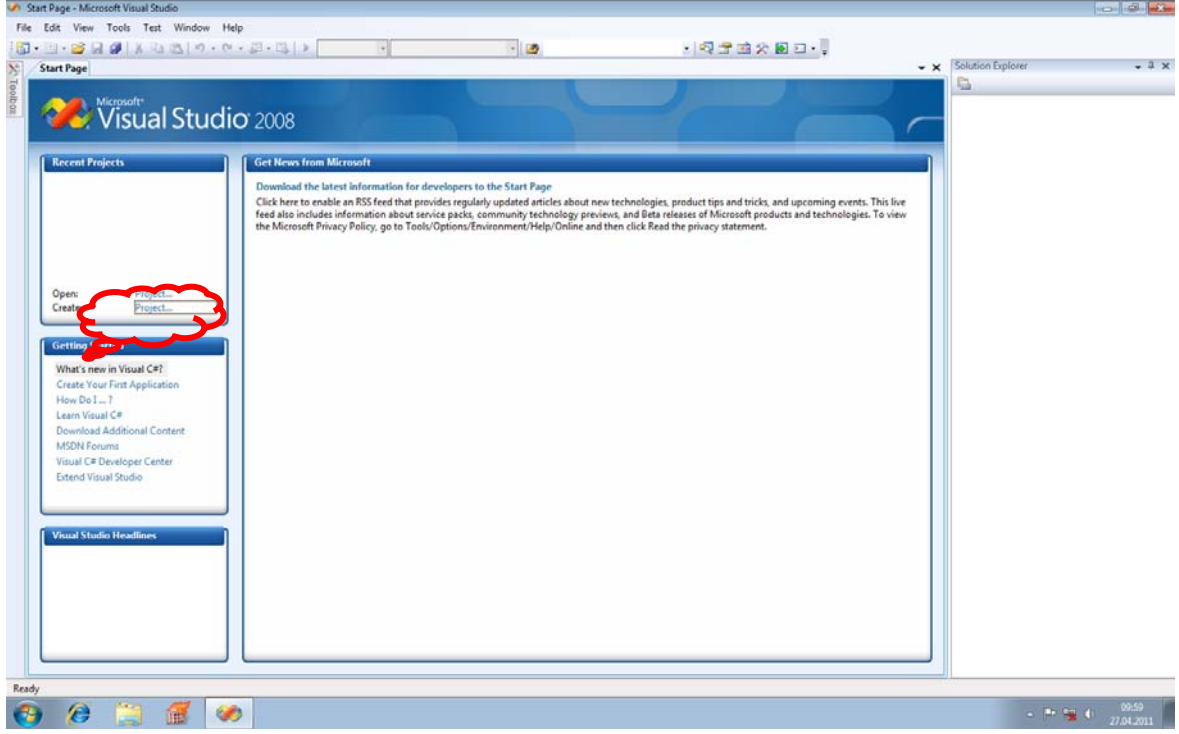 Start Page - Microsoft Visual Studio
File Edit View Tools Test Window Help
Toolbox
Start Page
Solution Explorer
Microsoft
Visual Studio 2008
Recent Projects
Open: Project...
Create: Project...
Getting
What's new in Visual C#?
Create Your First Application
How Do I ... ?
Learn Visual C#
Download Additional Content
MSDN Forums
Visual C# Developer Center
Extend Visual Studio
Visual Studio Headlines
Get News from Microsoft
Download the latest information for developers to the Start Page
Click here to enable an RSS feed that provides regularly updated articles about new technologies, product tips and tricks, and upcoming events. This live
feed also includes information about service packs, community technology previews, and Beta releases of Microsoft products and technologies. To view
the Microsoft Privacy Policy, go to Tools/Options/Environment/Help/Online and then click Read the privacy statement.
Ready
09:59
27.04.2011